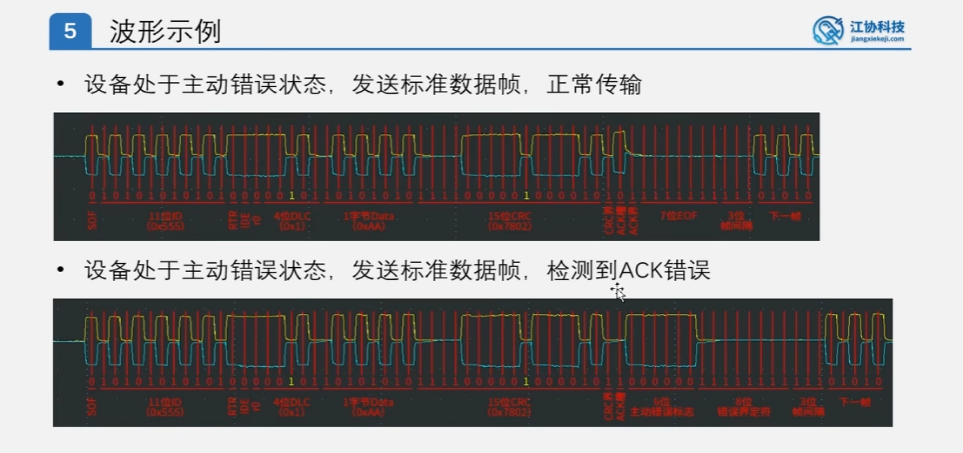 5 波形示例
江协科技
jiangxiekeji.com
• 设备处于主动错误状态，发送标准数据帧，正常传输
SOF 11位ID (0x555) RTR IDE r0 4位DLC (0x1) 1字节Data (0xAA) 15位CRC (0x7802) CRC界 ACK槽 ACK界 7位EOF 3位 帧间隔 下一帧
• 设备处于主动错误状态，发送标准数据帧，检测到ACK错误
SOF 11位ID (0x555) RTR IDE r0 4位DLC (0x1) 1字节Data (0xAA) 15位CRC (0x7802) CRC界 ACK槽 6位 主动错误标志 8位 错误界定符 3位 帧间隔 下一帧